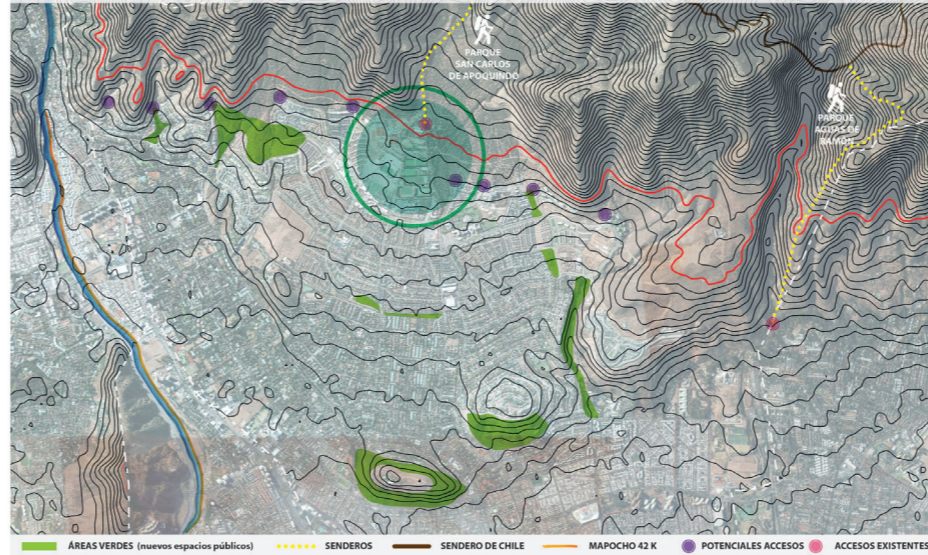 PARQUE
SAN CARLOS
DE APOQUINDO
PARQUE
AGUAS DE
RAMÓN
ÁREAS VERDES (nuevos espacios públicos)
SENDEROS
SENDERO DE CHILE
MAPOCHO 42 K
POTENCIALES ACCESOS
ACCESOS EXISTENTES